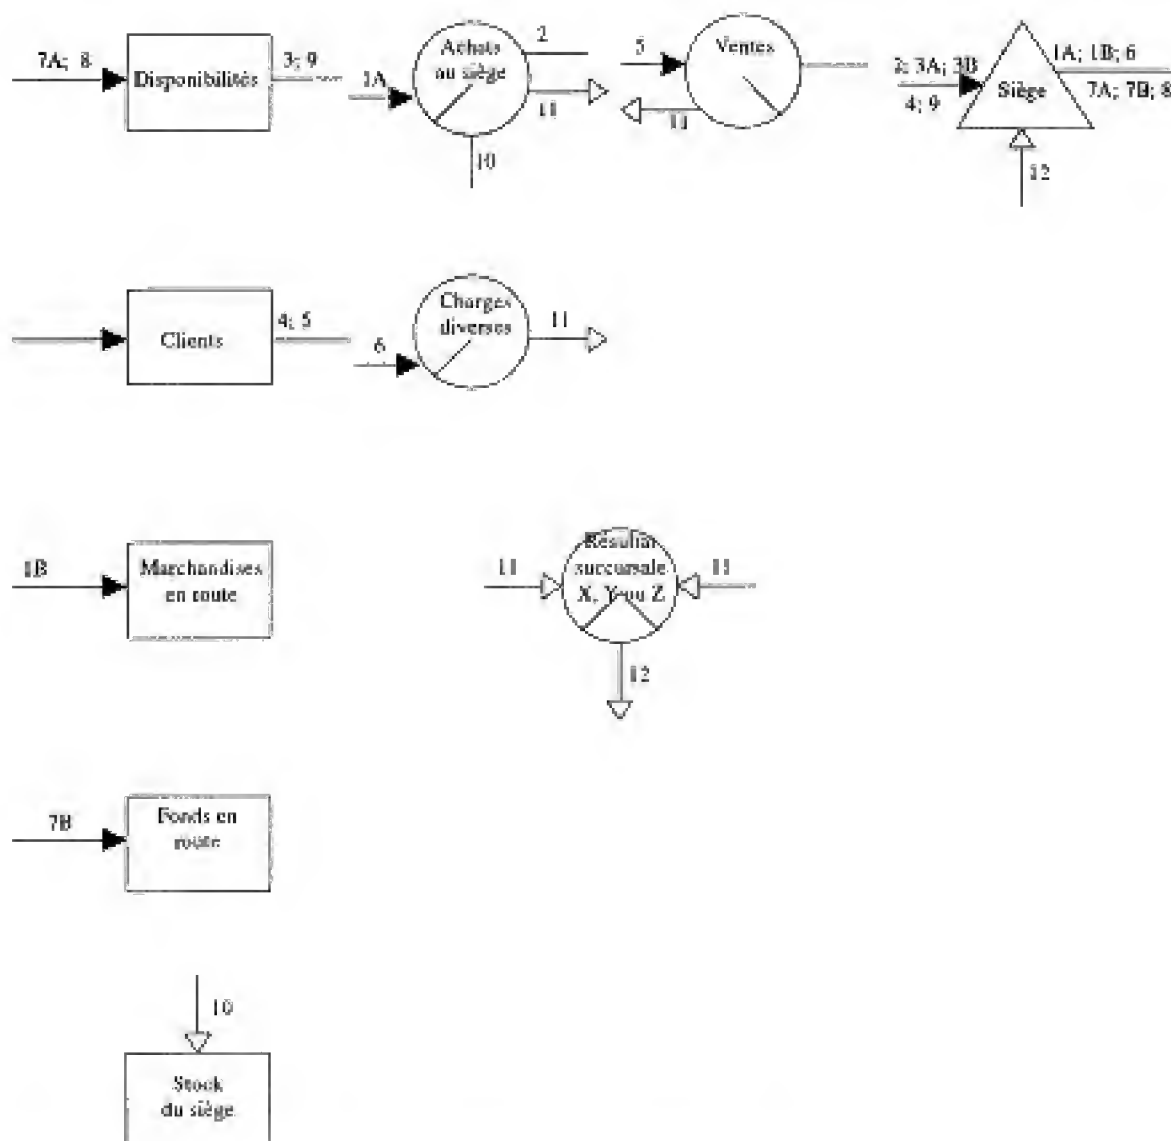 7A; 8
Disponibilités
3; 9
1A
Achats
au siège
2
11
10
5
Ventes
11
2; 3A; 3B
4; 9
Siège
1A; 1B; 6
7A; 7B; 8
12
Clients
4; 5
6
Charges
diverses
11
1B
Marchandises
en route
11
Résultat
succursale
X, Y ou Z
11
12
7B
Fonds en
route
10
Stock
du siège